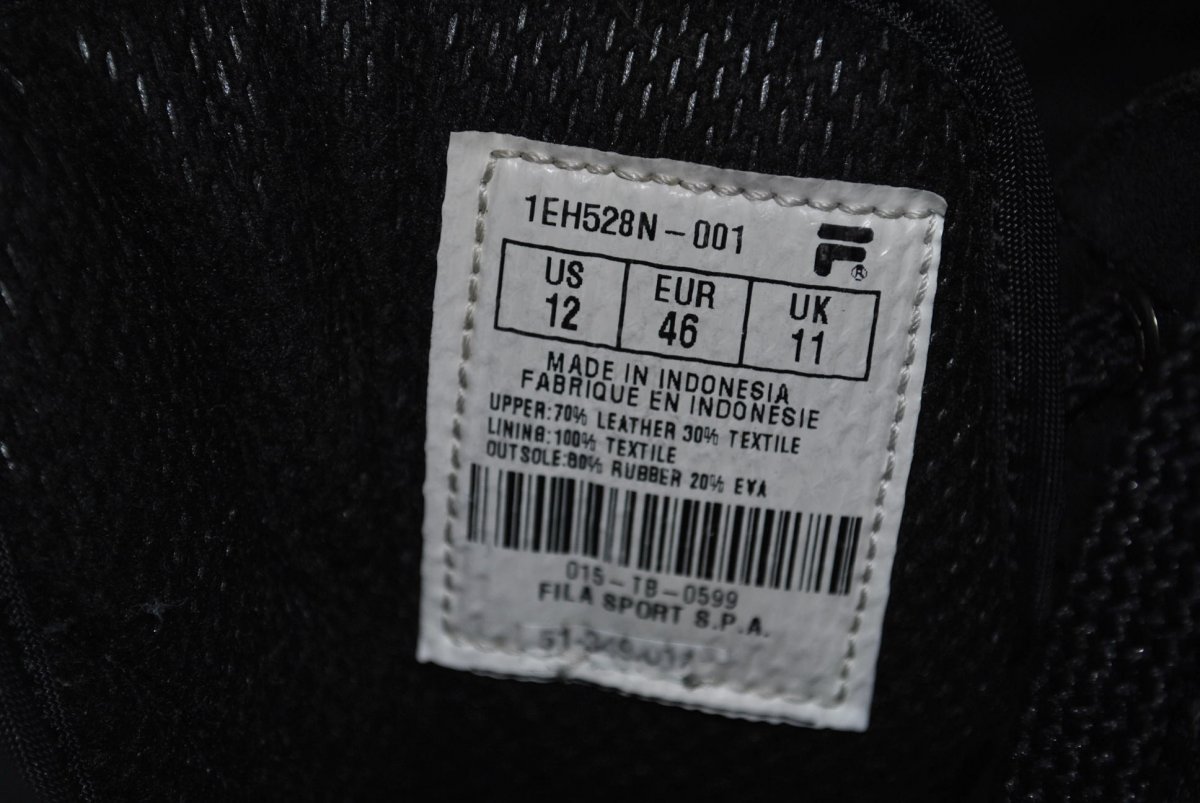 1EH528N-001
F®
US EUR UK
12 46 11
MADE IN INDONESIA
FABRIQUE EN INDONESIE
UPPER:70% LEATHER 30% TEXTILE
LINING:100% TEXTILE
OUTSOLE:80% RUBBER 20% EVA
015-TB-0599
FILA SPORT S.P.A.